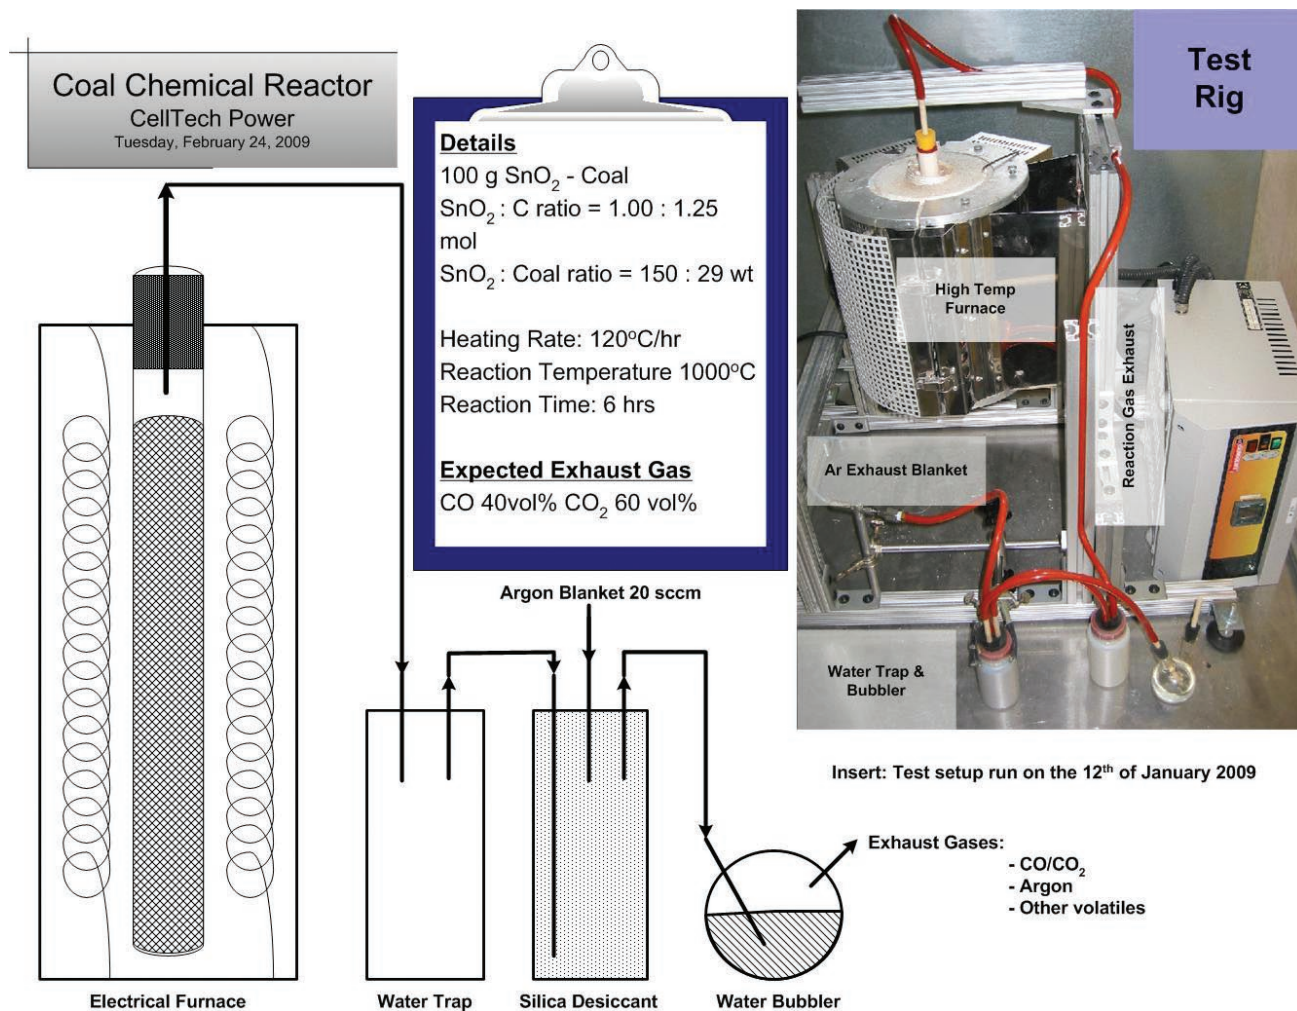 Coal Chemical Reactor
CellTech Power
Tuesday, February 24, 2009
Details
100 g SnO₂ - Coal
SnO₂ : C ratio = 1.00 : 1.25
mol
SnO₂ : Coal ratio = 150 : 29 wt
Heating Rate: 120ºC/hr
Reaction Temperature 1000ºC
Reaction Time: 6 hrs
Expected Exhaust Gas
CO 40vol% CO₂ 60 vol%
Test
Rig
High Temp
Furnace
Reaction Gas Exhaust
Ar Exhaust Blanket
Water Trap &
Bubbler
Insert: Test setup run on the 12th of January 2009
Argon Blanket 20 sccm
Exhaust Gases:
- CO/CO₂
- Argon
- Other volatiles
Electrical Furnace
Water Trap
Silica Desiccant
Water Bubbler